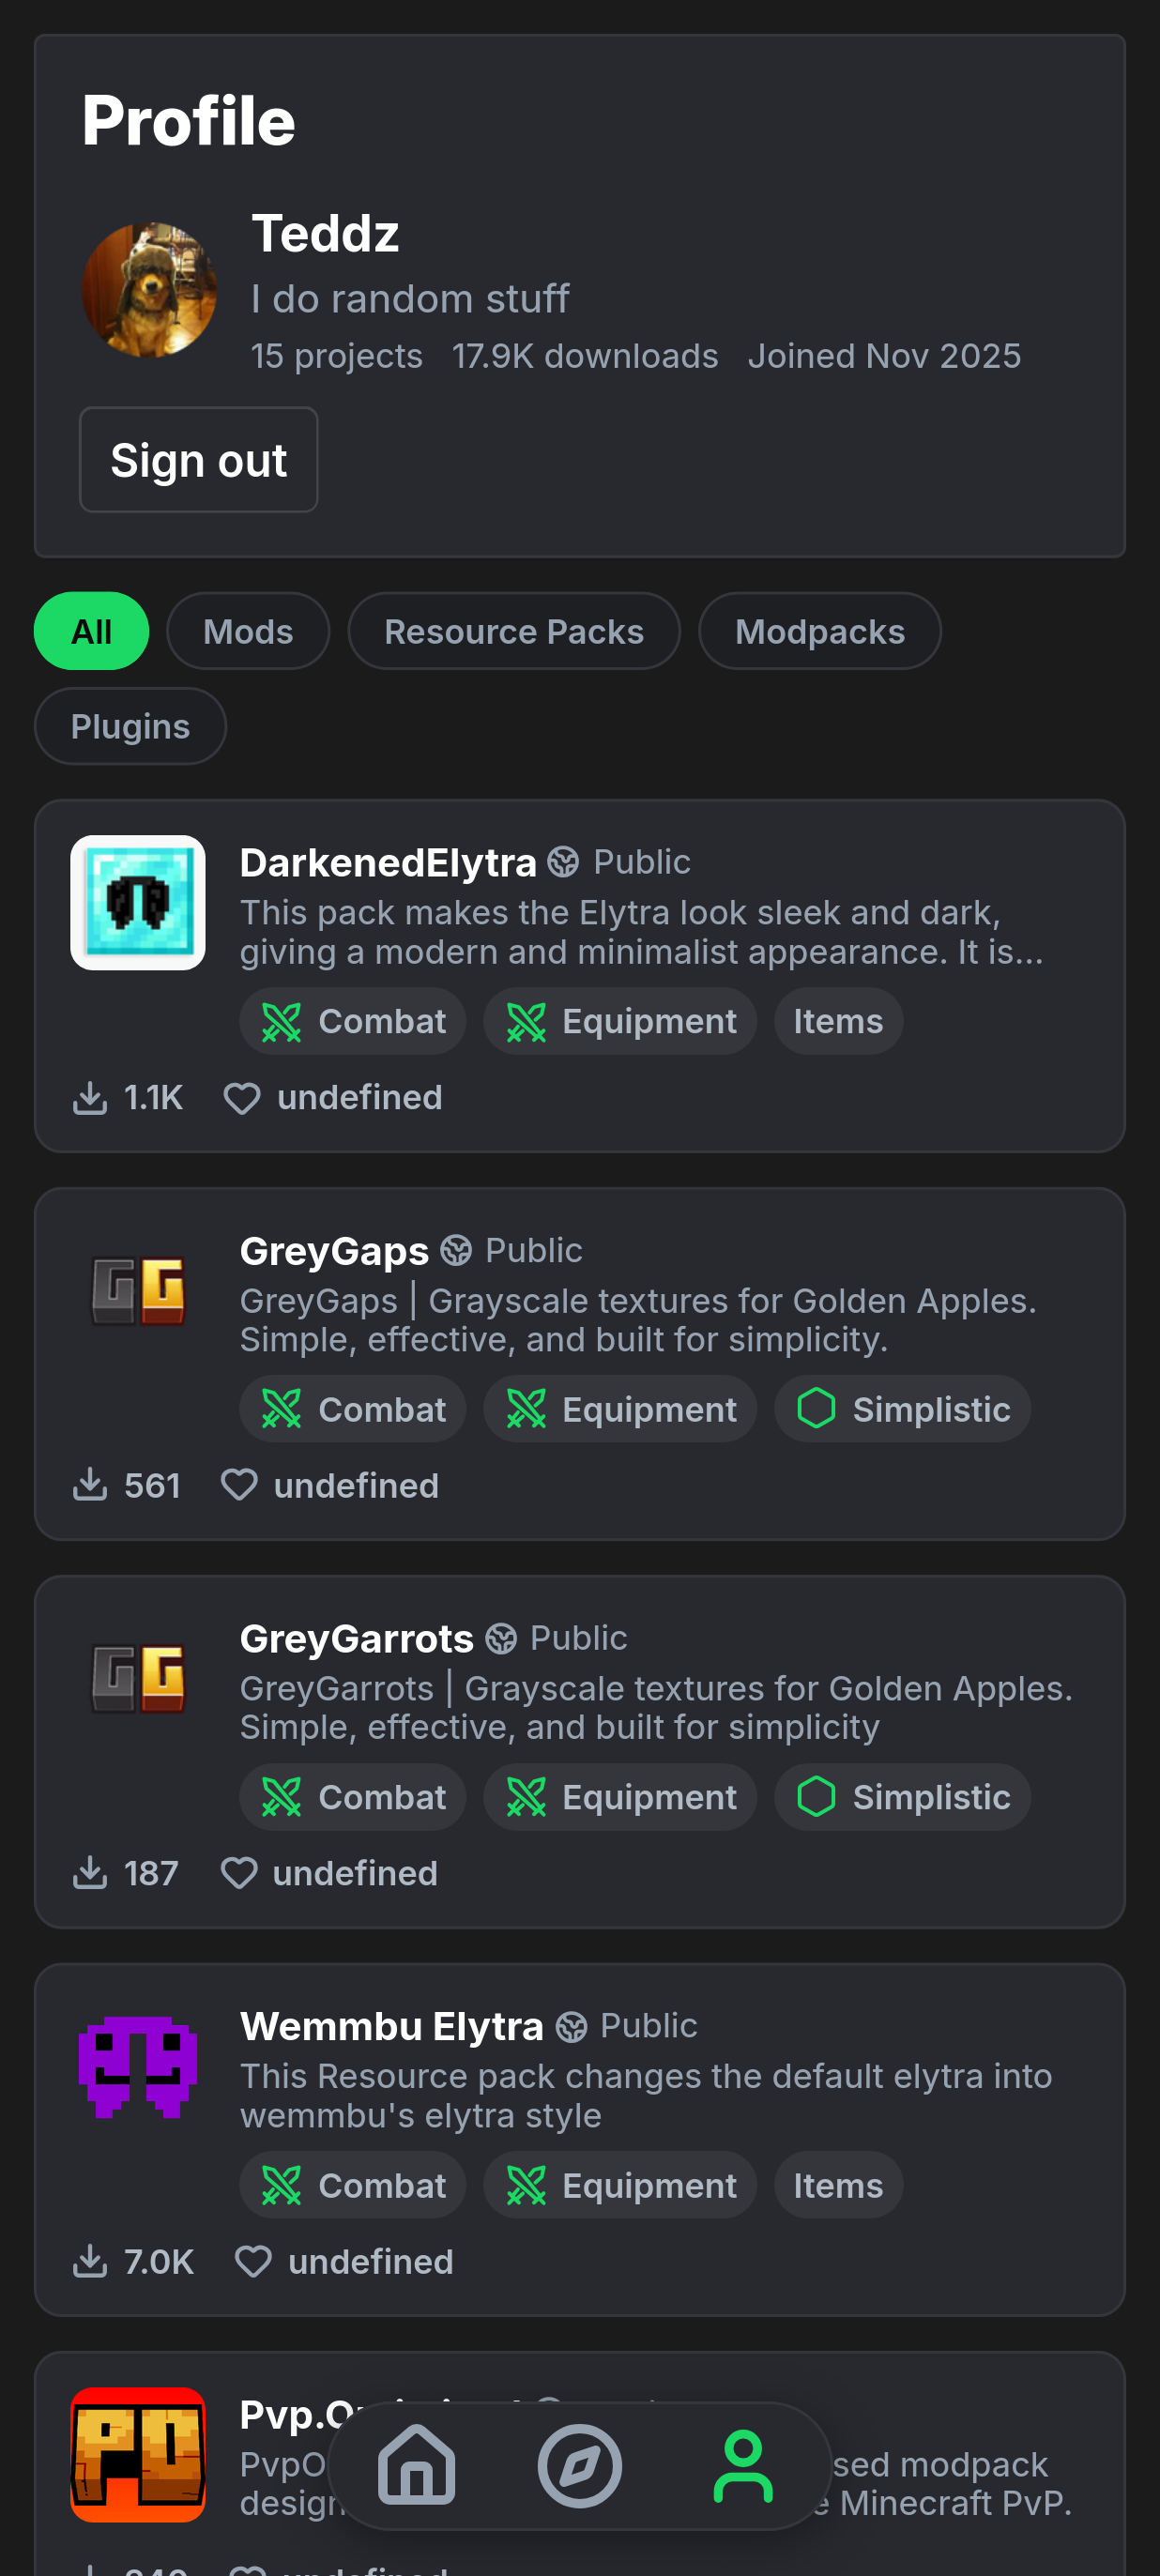 Profile
Teddz
I do random stuff
15 projects 17.9K downloads Joined Nov 2025
Sign out
All Mods Resource Packs Modpacks
Plugins
DarkenedElytra Public
This pack makes the Elytra look sleek and dark,
giving a modern and minimalist appearance. It is...
Combat Equipment Items
1.1K undefined
GG
GreyGaps Public
GreyGaps | Grayscale textures for Golden Apples.
Simple, effective, and built for simplicity.
Combat Equipment Simplistic
561 undefined
GG
GreyGarrots Public
GreyGarrots | Grayscale textures for Golden Apples.
Simple, effective, and built for simplicity
Combat Equipment Simplistic
187 undefined
Wemmbu Elytra Public
This Resource pack changes the default elytra into
wemmbu's elytra style
Combat Equipment Items
7.0K undefined
PO
sed modpack
design Minecraft PvP.